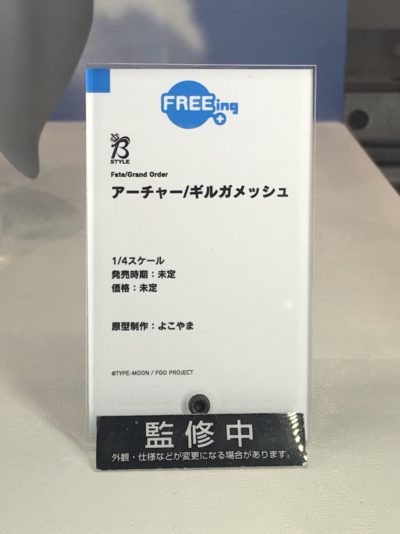 FREEing
B
STYLE
Fate/Grand Order
アーチャー/ギルガメッシュ
1/4スケール
発売時期：未定
価格：未定
原型制作：よこやま
©TYPE-MOON / FGO PROJECT
監修中
外観・仕様などが変更になる場合があります。